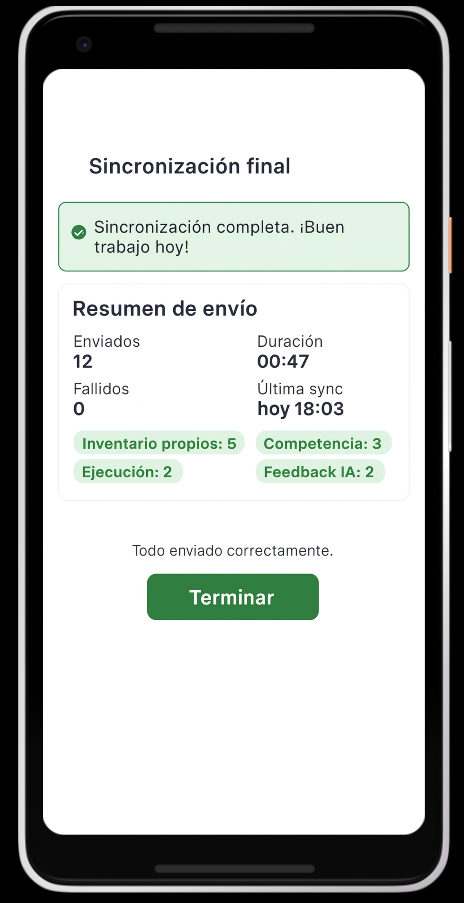 Sincronización final
Sincronización completa. ¡Buen
trabajo hoy!
Resumen de envío
Enviados
12
Duración
00:47
Fallidos
0
Última sync
hoy 18:03
Inventario propios: 5
Competencia: 3
Ejecución: 2
Feedback IA: 2
Todo enviado correctamente.
Terminar